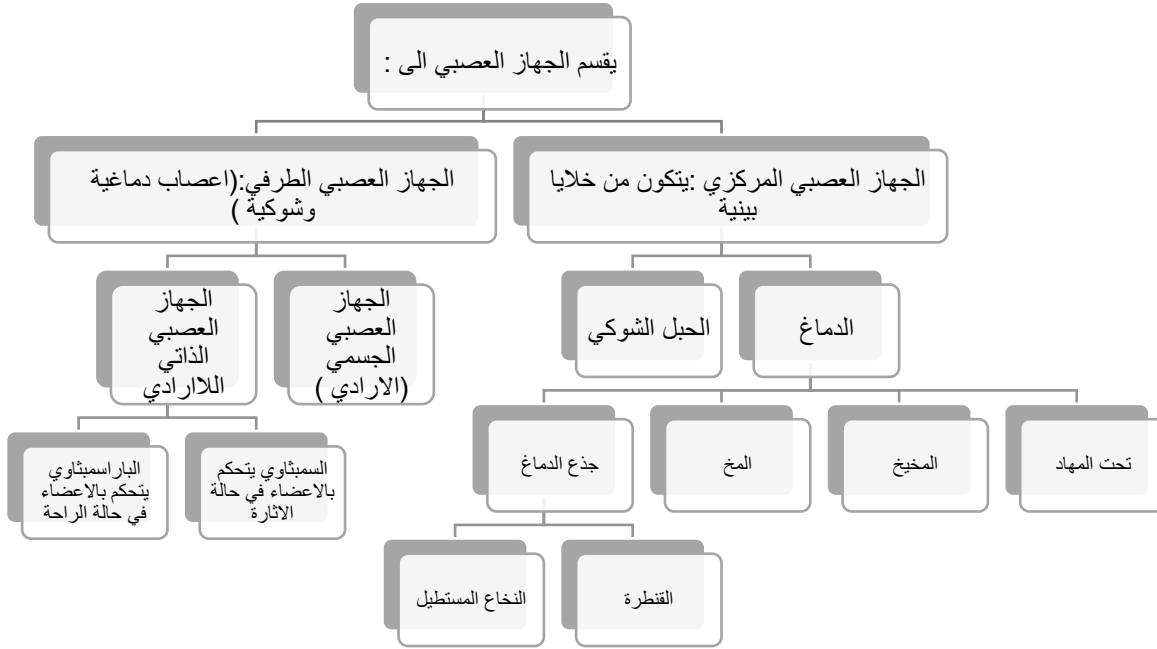 يقسم الجهاز العصبي الى :
الجهاز العصبي المركزي :يتكون من خلايا
بينية
الجهاز العصبي الطرفي:(اعصاب دماغية
وشوكية )
الدماغ
الحبل الشوكي
الجهاز
العصبي
الجسمي
(الارادي )
الجهاز
العصبي
الذاتي
اللاارادي
تحت المهاد
المخيخ
المخ
جذع الدماغ
السمبثاوي يتحكم
بالاعضاء في حالة
الاثارة
الباراسمبثاوي
يتحكم بالاعضاء
في حالة الراحة
القنطرة
النخاع المستطيل